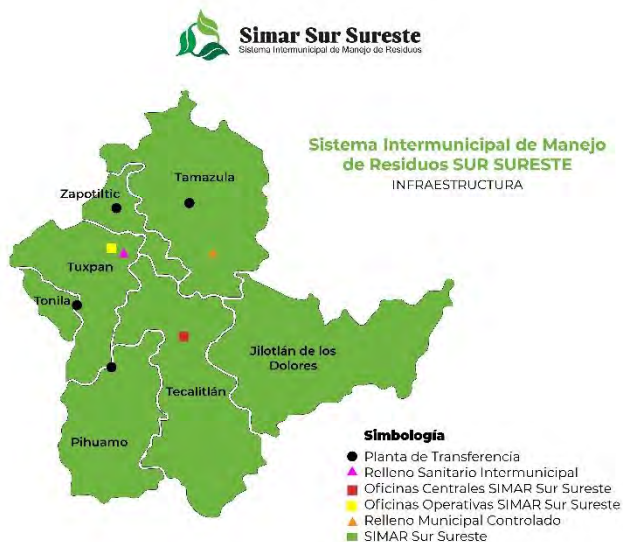 Simar Sur Sureste
Sistema Intermunicipal de Manejo de Residuos
Sistema Intermunicipal de Manejo
de Residuos SUR SURESTE
INFRAESTRUCTURA
Tamazula
Zapotiltic
Tuxpan
Tonila
Jilotlán de los
Dolores
Tecalitlán
Pihuamo
Simbología
Planta de Transferencia
Relleno Sanitario Intermunicipal
Oficinas Centrales SIMAR Sur Sureste
Oficinas Operativas SIMAR Sur Sureste
Relleno Municipal Controlado
SIMAR Sur Sureste